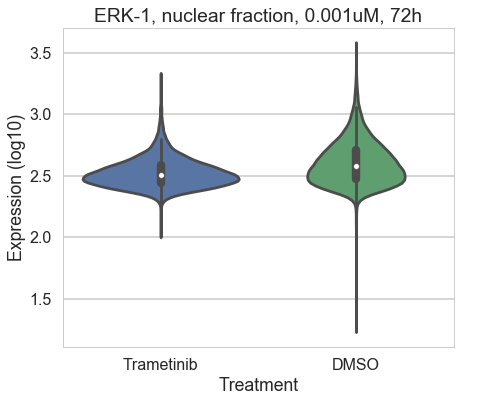 ERK-1, nuclear fraction, 0.001uM, 72h
Expression (log10)
3.5
3.0
2.5
2.0
1.5
Trametinib DMSO
Treatment